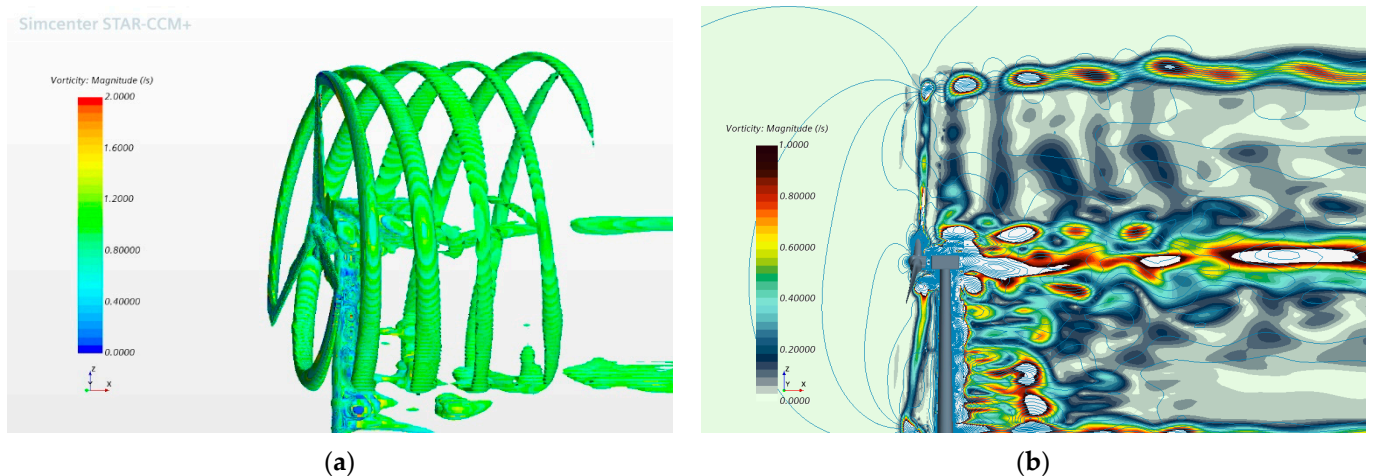 Simcenter STAR-CCM+
Vorticity: Magnitude (/s)
2.0000
1.6000
1.2000
0.80000
0.40000
0.0000
Z
Y
X
(a)
Vorticity: Magnitude (/s)
1.0000
0.80000
0.60000
0.40000
0.20000
0.0000
Z
Y
X
(b)